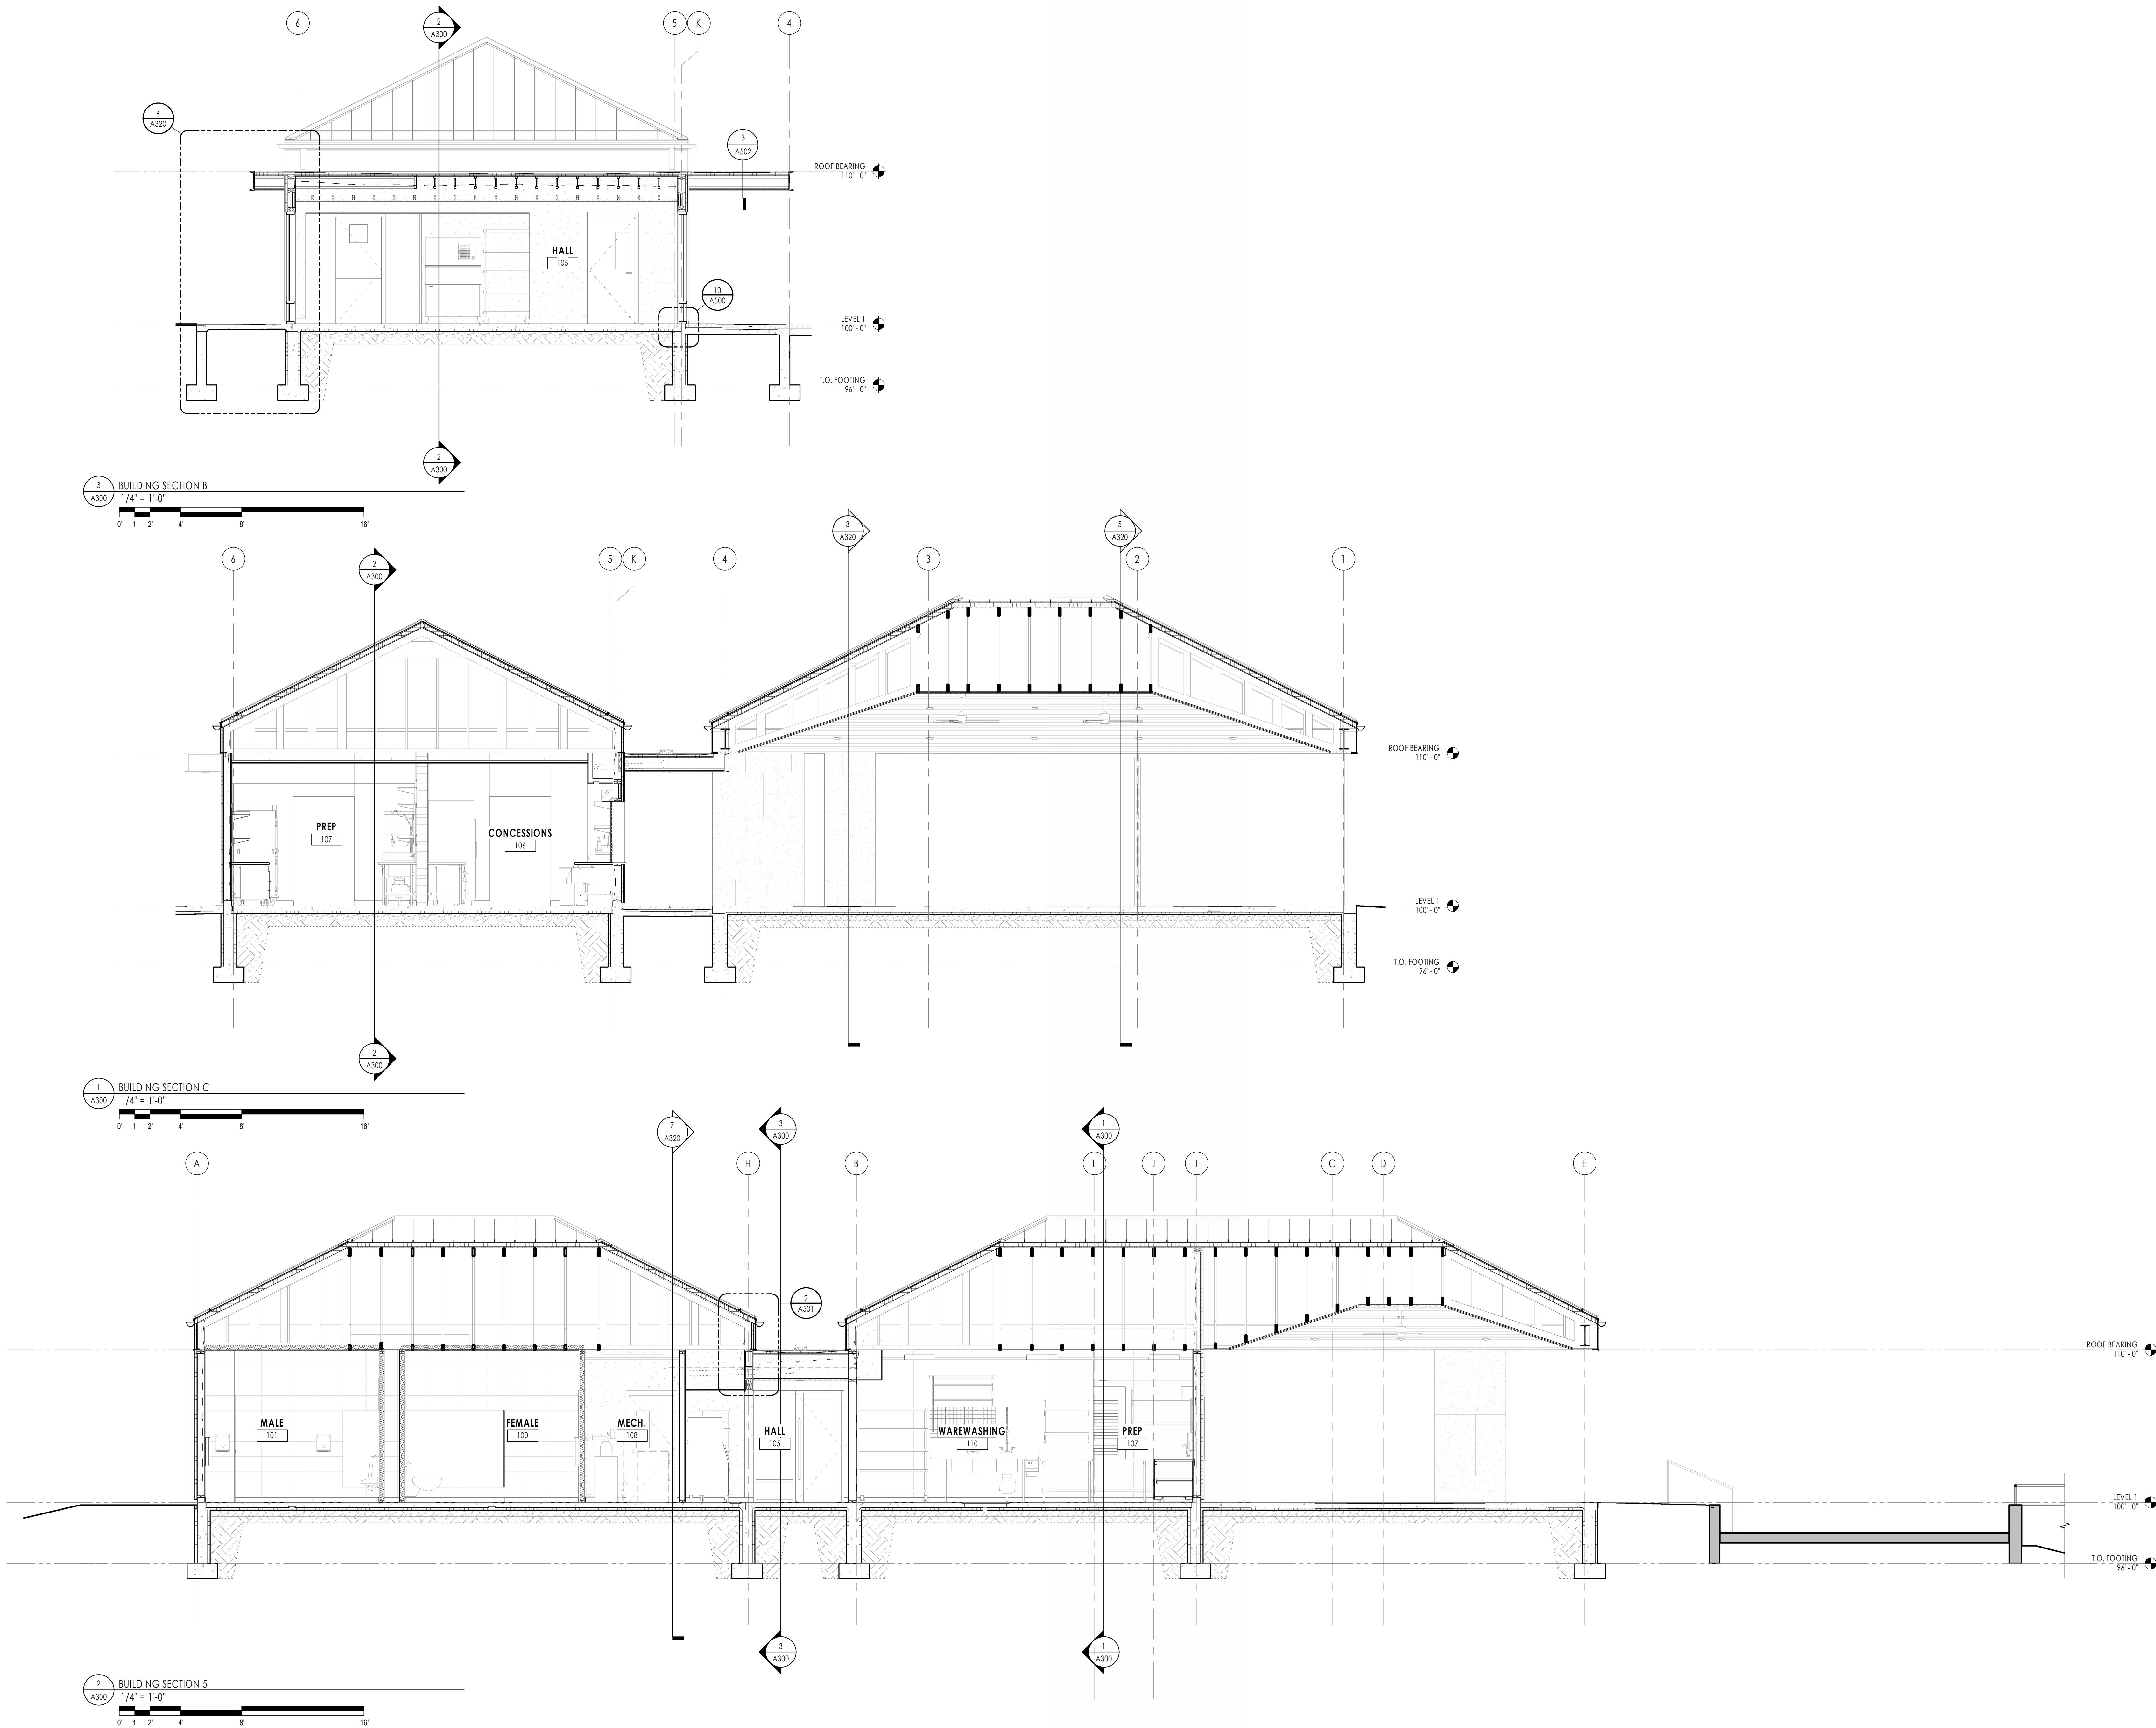 6
2
A300
5
K
4
6
A320
3
A502
ROOF BEARING
110' - 0"
HALL
105
10
A500
LEVEL 1
100' - 0"
T.O. FOOTING
96' - 0"
2
A300
3
A300
BUILDING SECTION B
1/4" = 1'-0"
0' 1' 2' 4' 8' 16'
3
A320
5
A320
6
2
A300
5
K
4
3
2
1
ROOF BEARING
110' - 0"
PREP
107
CONCESSIONS
106
LEVEL 1
100' - 0"
T.O. FOOTING
96' - 0"
2
A300
1
A300
BUILDING SECTION C
1/4" = 1'-0"
0' 1' 2' 4' 8' 16'
7
A320
3
A300
1
A300
A
H
B
L
J
I
C
D
E
2
A501
ROOF BEARING
110' - 0"
MALE
101
FEMALE
100
MECH.
108
HALL
105
WAREWASHING
110
PREP
107
LEVEL 1
100' - 0"
T.O. FOOTING
96' - 0"
3
A300
1
A300
2
A300
BUILDING SECTION 5
1/4" = 1'-0"
0' 1' 2' 4' 8' 16'